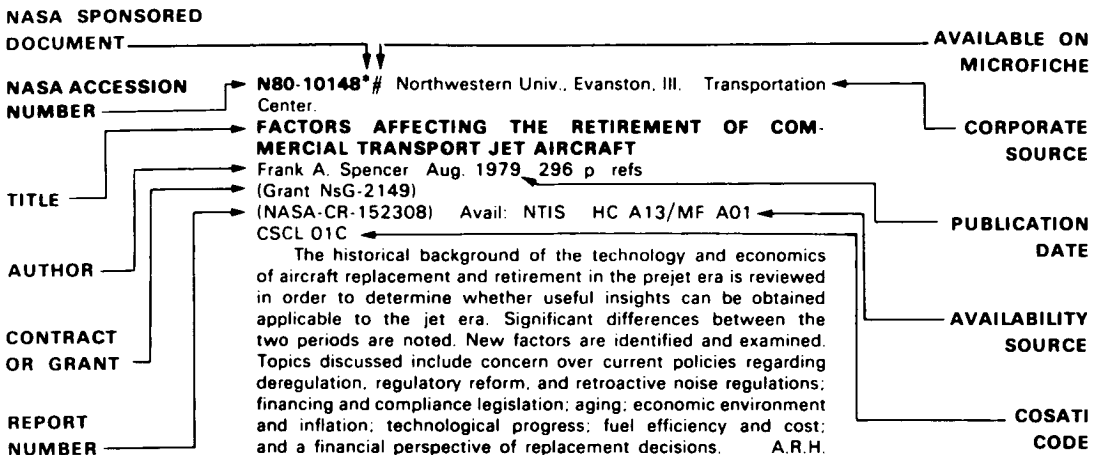 NASA SPONSORED
DOCUMENT
NASA ACCESSION
NUMBER
TITLE
AUTHOR
CONTRACT
OR GRANT
REPORT
NUMBER
N80-10148*# Northwestern Univ., Evanston, Ill. Transportation
Center.
FACTORS AFFECTING THE RETIREMENT OF COM-
MERCIAL TRANSPORT JET AIRCRAFT
Frank A. Spencer Aug. 1979 296 p refs
(Grant NsG-2149)
(NASA-CR-152308) Avail: NTIS HC A13/MF A01
CSCL 01C
The historical background of the technology and economics
of aircraft replacement and retirement in the prejet era is reviewed
in order to determine whether useful insights can be obtained
applicable to the jet era. Significant differences between the
two periods are noted. New factors are identified and examined.
Topics discussed include concern over current policies regarding
deregulation, regulatory reform, and retroactive noise regulations;
financing and compliance legislation; aging; economic environment
and inflation; technological progress; fuel efficiency and cost;
and a financial perspective of replacement decisions. A.R.H.
AVAILABLE ON
MICROFICHE
CORPORATE
SOURCE
PUBLICATION
DATE
AVAILABILITY
SOURCE
COSATI
CODE